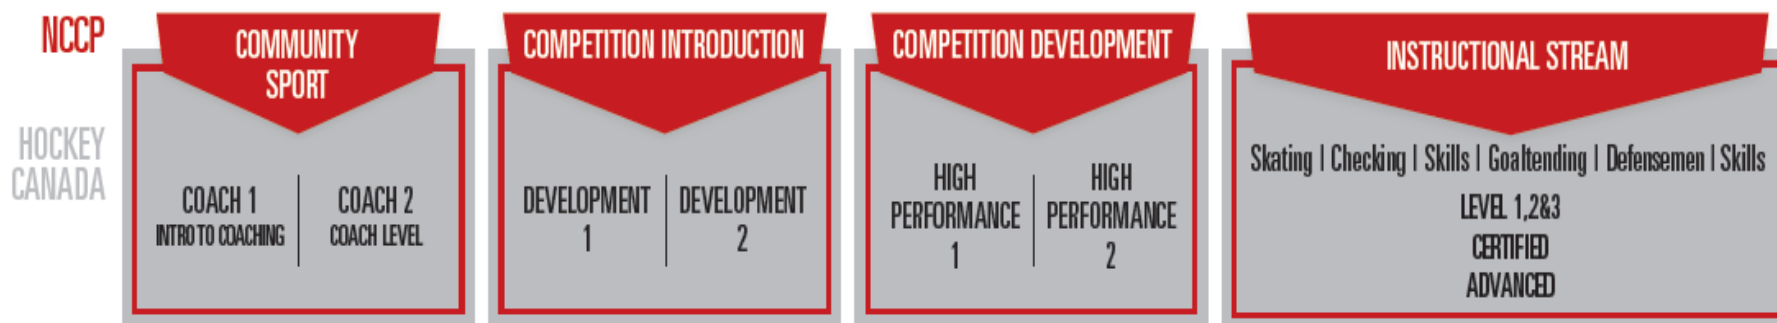 NCCP
HOCKEY
CANADA
COMMUNITY
SPORT
COACH 1
INTRO TO COACHING
COACH 2
COACH LEVEL
COMPETITION INTRODUCTION
DEVELOPMENT
1
DEVELOPMENT
2
COMPETITION DEVELOPMENT
HIGH
PERFORMANCE
1
HIGH
PERFORMANCE
2
INSTRUCTIONAL STREAM
Skating | Checking | Skills | Goaltending | Defensemen | Skills
LEVEL 1,2&3
CERTIFIED
ADVANCED